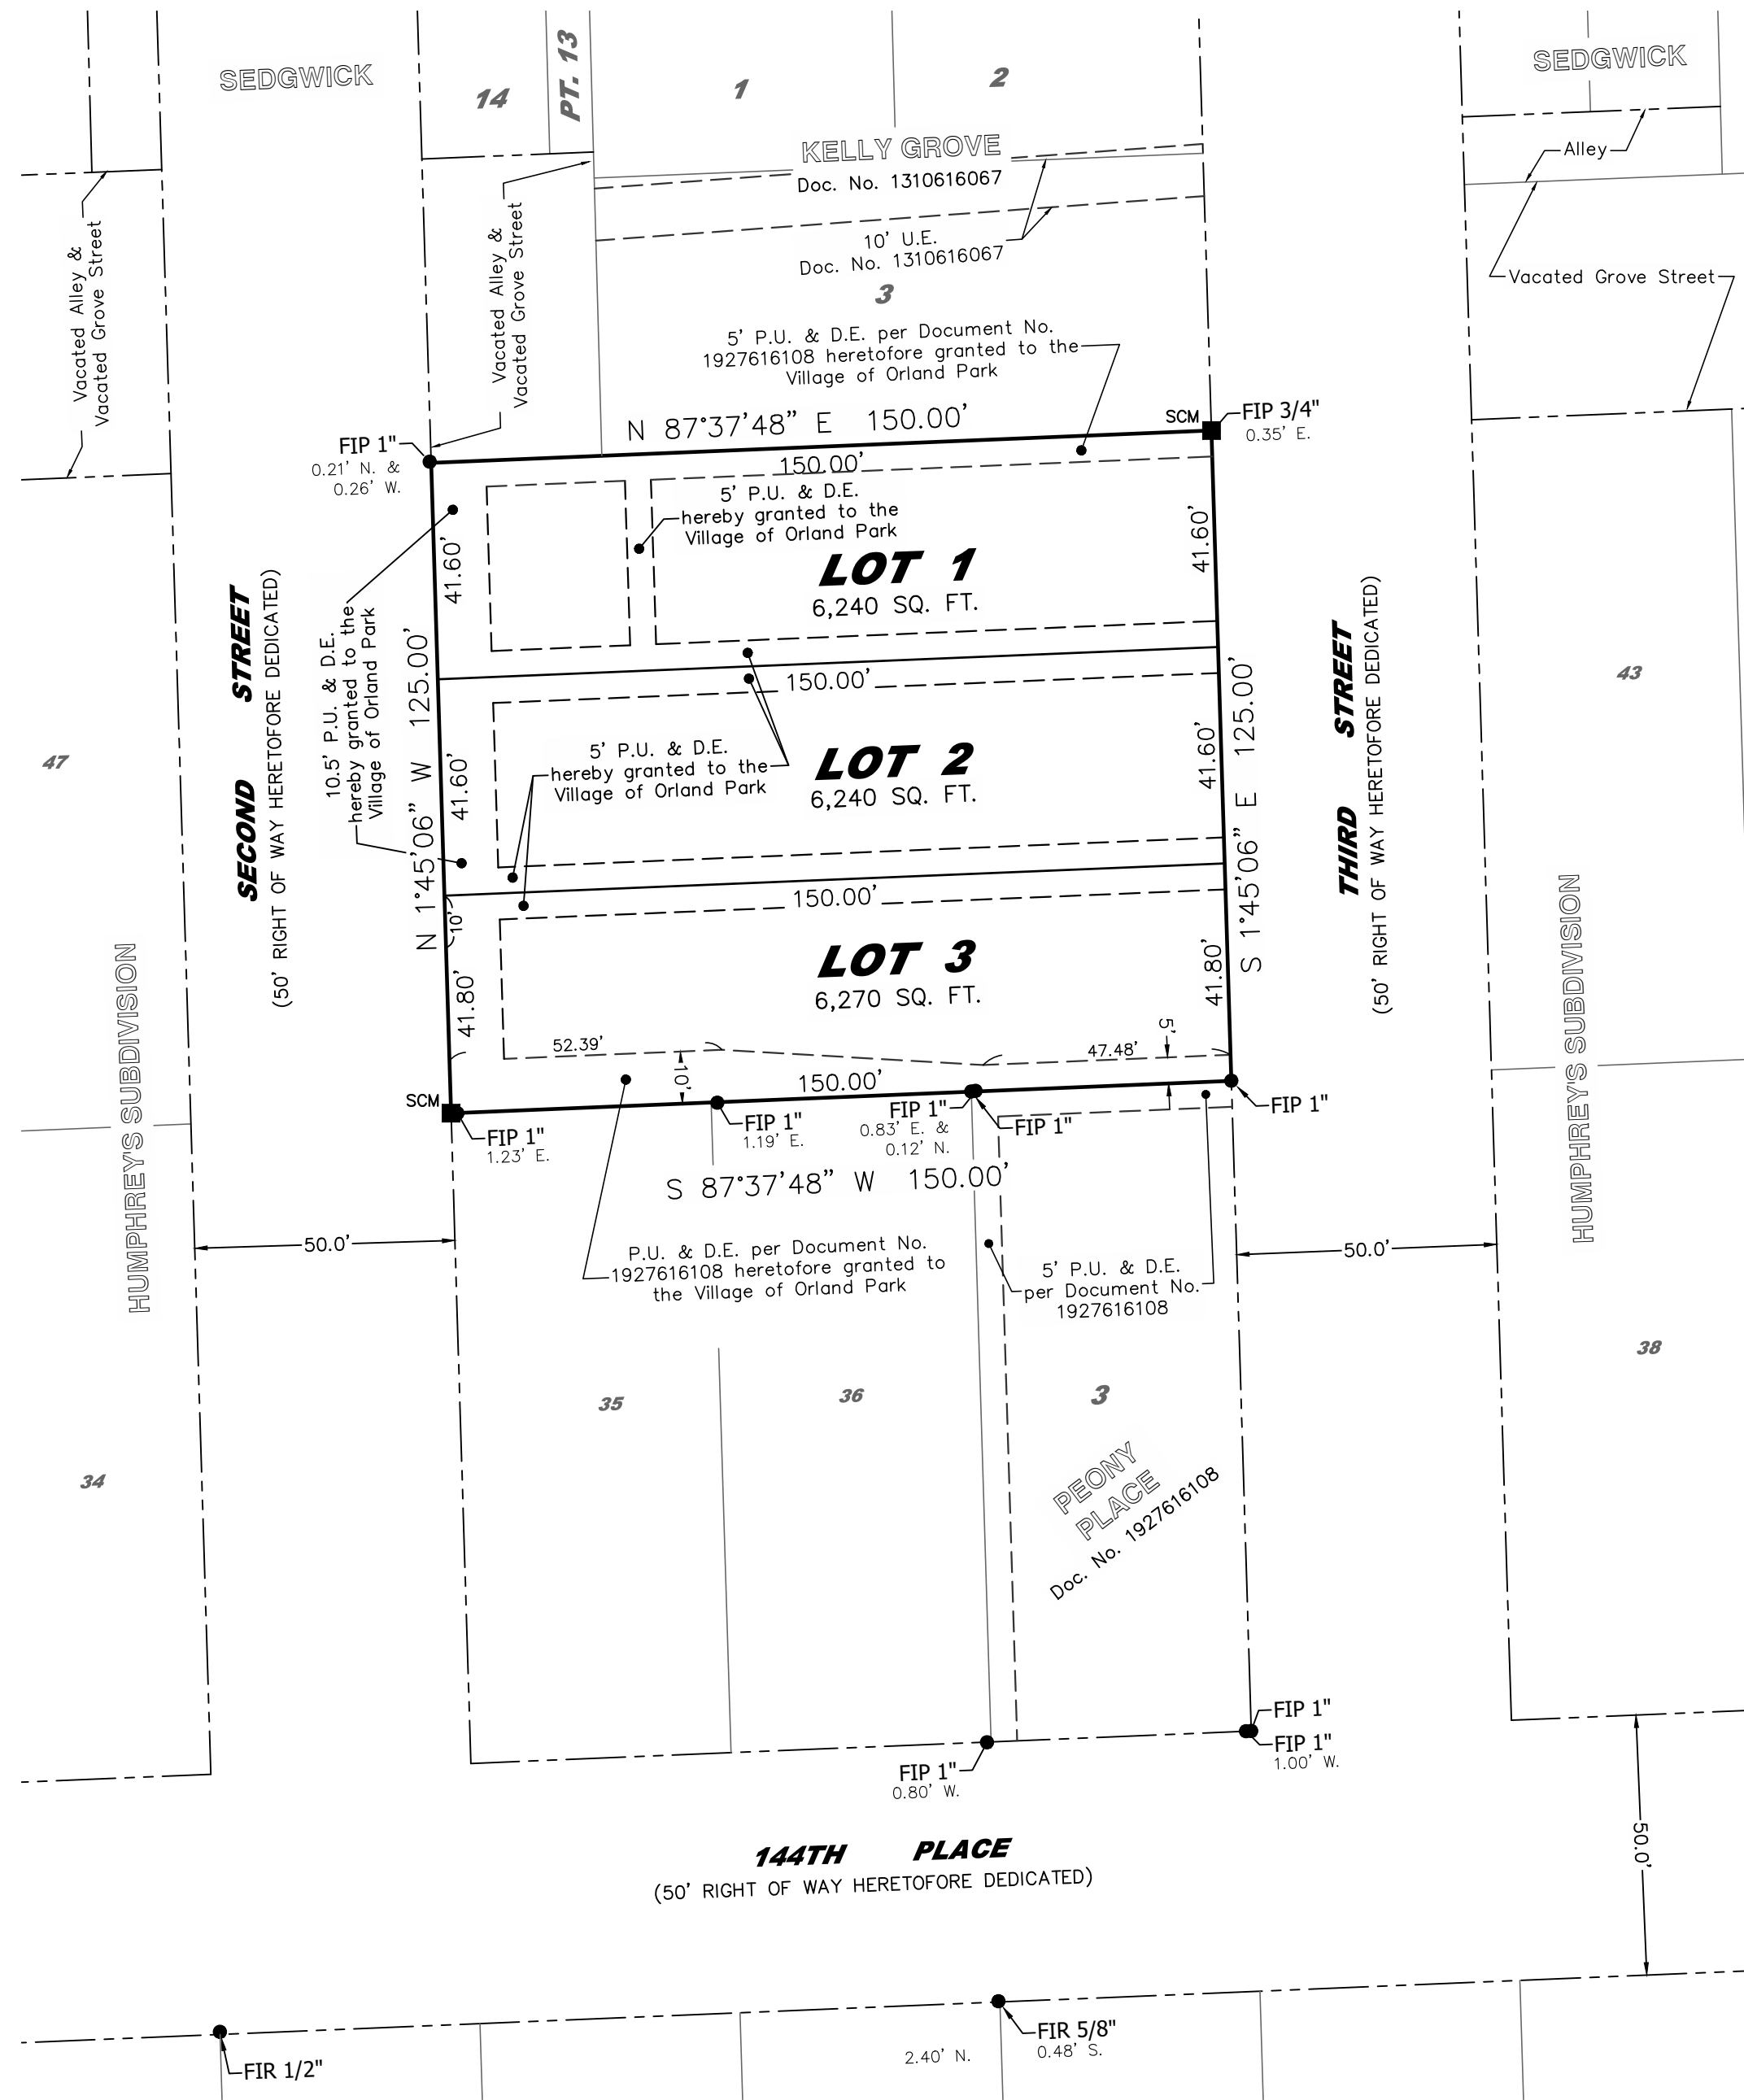 SEDGWICK
14
PT. 13
1
2
SEDGWICK
KELLY GROVE
Doc. No. 1310616067
Alley
Vacated Alley &
Vacated Grove Street
Vacated Alley &
Vacated Grove Street
10' U.E.
Doc. No. 1310616067
Vacated Grove Street
3
5' P.U. & D.E. per Document No.
1927616108 heretofore granted to the
Village of Orland Park
N 87°37'48" E 150.00'
SCM
FIP 3/4"
0.35' E.
FIP 1"
0.21' N. &
0.26' W.
150.00'
5' P.U. & D.E.
hereby granted to the
Village of Orland Park
41.60'
41.60'
LOT 1
6,240 SQ. FT.
SECOND STREET
(50' RIGHT OF WAY HERETOFORE DEDICATED)
10.5' P.U. & D.E.
hereby granted to the
Village of Orland Park
N 1°45'06" W 125.00'
S 1°45'06" E 125.00'
THIRD STREET
(50' RIGHT OF WAY HERETOFORE DEDICATED)
43
47
150.00'
5' P.U. & D.E.
hereby granted to the
Village of Orland Park
41.60'
41.60'
LOT 2
6,240 SQ. FT.
150.00'
10'
LOT 3
6,270 SQ. FT.
41.80'
41.80'
HUMPHREY'S SUBDIVISION
HUMPHREY'S SUBDIVISION
52.39'
47.48'
5'
10'
150.00'
SCM
FIP 1"
1.23' E.
FIP 1"
1.19' E.
FIP 1"
0.83' E. &
0.12' N.
FIP 1"
FIP 1"
S 87°37'48" W 150.00'
50.0'
50.0'
P.U. & D.E. per Document No.
1927616108 heretofore granted to
the Village of Orland Park
5' P.U. & D.E.
per Document No.
1927616108
38
35
36
3
34
PEONY
PLACE
Doc. No. 1927616108
FIP 1"
FIP 1"
1.00' W.
FIP 1"
0.80' W.
50.0'
144TH PLACE
(50' RIGHT OF WAY HERETOFORE DEDICATED)
FIR 5/8"
0.48' S.
2.40' N.
FIR 1/2"